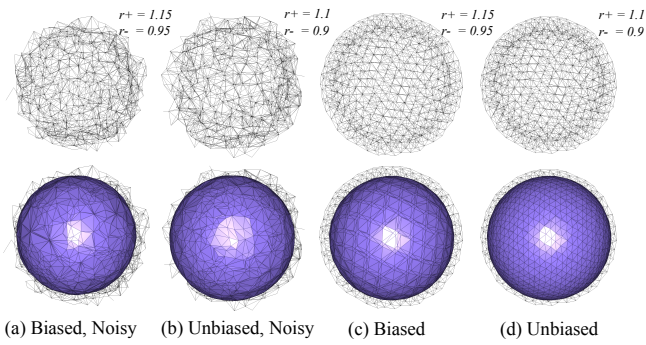 r+ = 1.15
r- = 0.95
r+ = 1.1
r- = 0.9
r+ = 1.15
r- = 0.95
r+ = 1.1
r- = 0.9
(a) Biased, Noisy
(b) Unbiased, Noisy
(c) Biased
(d) Unbiased